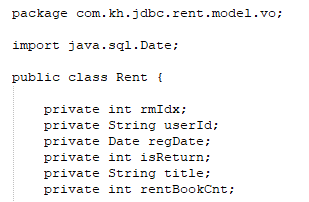 package com.kh.jdbc.rent.model.vo;
import java.sql.Date;
public class Rent {
private int rmIdx;
private String userId;
private Date regDate;
private int isReturn;
private String title;
private int rentBookCnt;